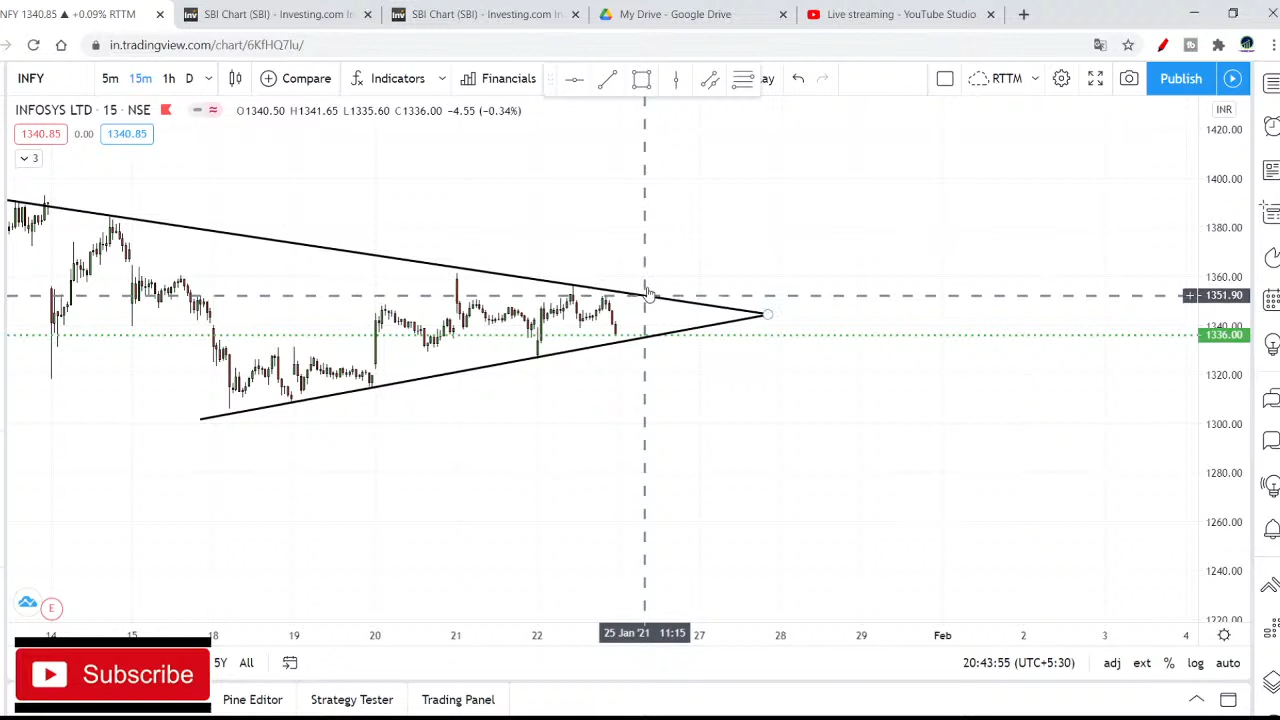 NFY 1340.85 ▲ +0.09% RTTM
SBI Chart (SBI) - Investing.com In
SBI Chart (SBI) - Investing.com In
My Drive - Google Drive
Live streaming - YouTube Studio
in.tradingview.com/chart/6KfHQ7lu/
INFY 5m 15m 1h D Compare Indicators Financials lay RTTM Publish
INFOSYS LTD · 15 · NSE O1340.50 H1341.65 L1335.60 C1336.00 −4.55 (−0.34%) INR
1340.85 0.00 1340.85
3
1420.00
1400.00
1380.00
1360.00
1351.90
1340.00
1336.00
1320.00
1300.00
1280.00
1260.00
1240.00
1220.00
E
14 15 18 19 20 21 22 25 Jan '21 11:15 27 28 29 Feb 2 3 4
Subscribe
5Y All 20:43:55 (UTC+5:30) adj ext % log auto
Pine Editor Strategy Tester Trading Panel